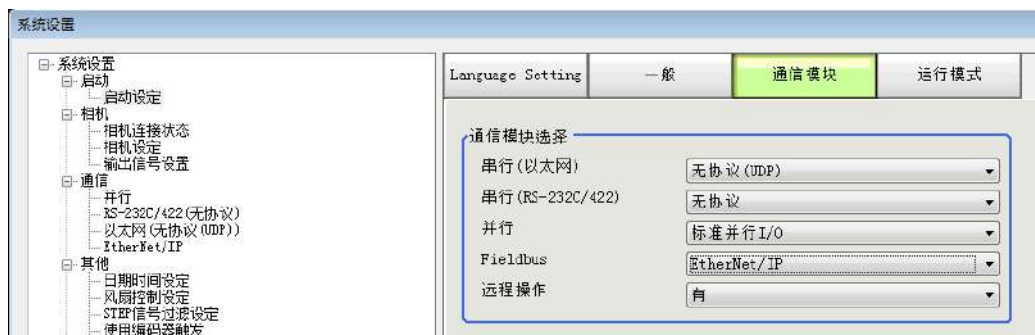 系统设置
系统设置
启动
启动设定
相机
相机连接状态
相机设定
输出信号设置
通信
并行
RS-232C/422(无协议)
以太网(无协议(UDP))
EtherNet/IP
其他
日期时间设定
风扇控制设定
STEP信号过滤设定
使用编码器触发
Language Setting 一般 通信模块 运行模式
通信模块选择
串行(以太网) 无协议(UDP)
串行(RS-232C/422) 无协议
并行 标准并行I/O
Fieldbus EtherNet/IP
远程操作 有